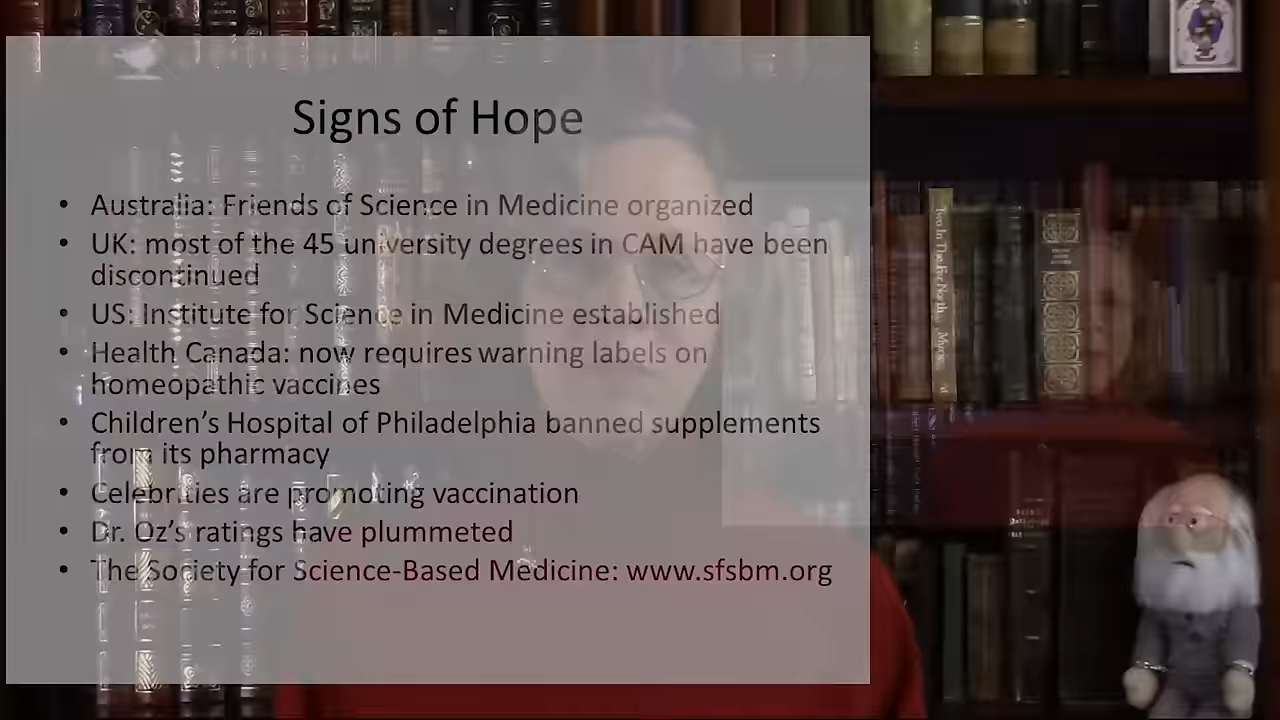 Signs of Hope
• Australia: Friends of Science in Medicine organized
• UK: most of the 45 university degrees in CAM have been
discontinued
• US: Institute for Science in Medicine established
• Health Canada: now requires warning labels on
homeopathic vaccines
• Children's Hospital of Philadelphia banned supplements
from its pharmacy
• Celebrities are promoting vaccination
• Dr. Oz's ratings have plummeted
• The Society for Science-Based Medicine: www.sfsbm.org